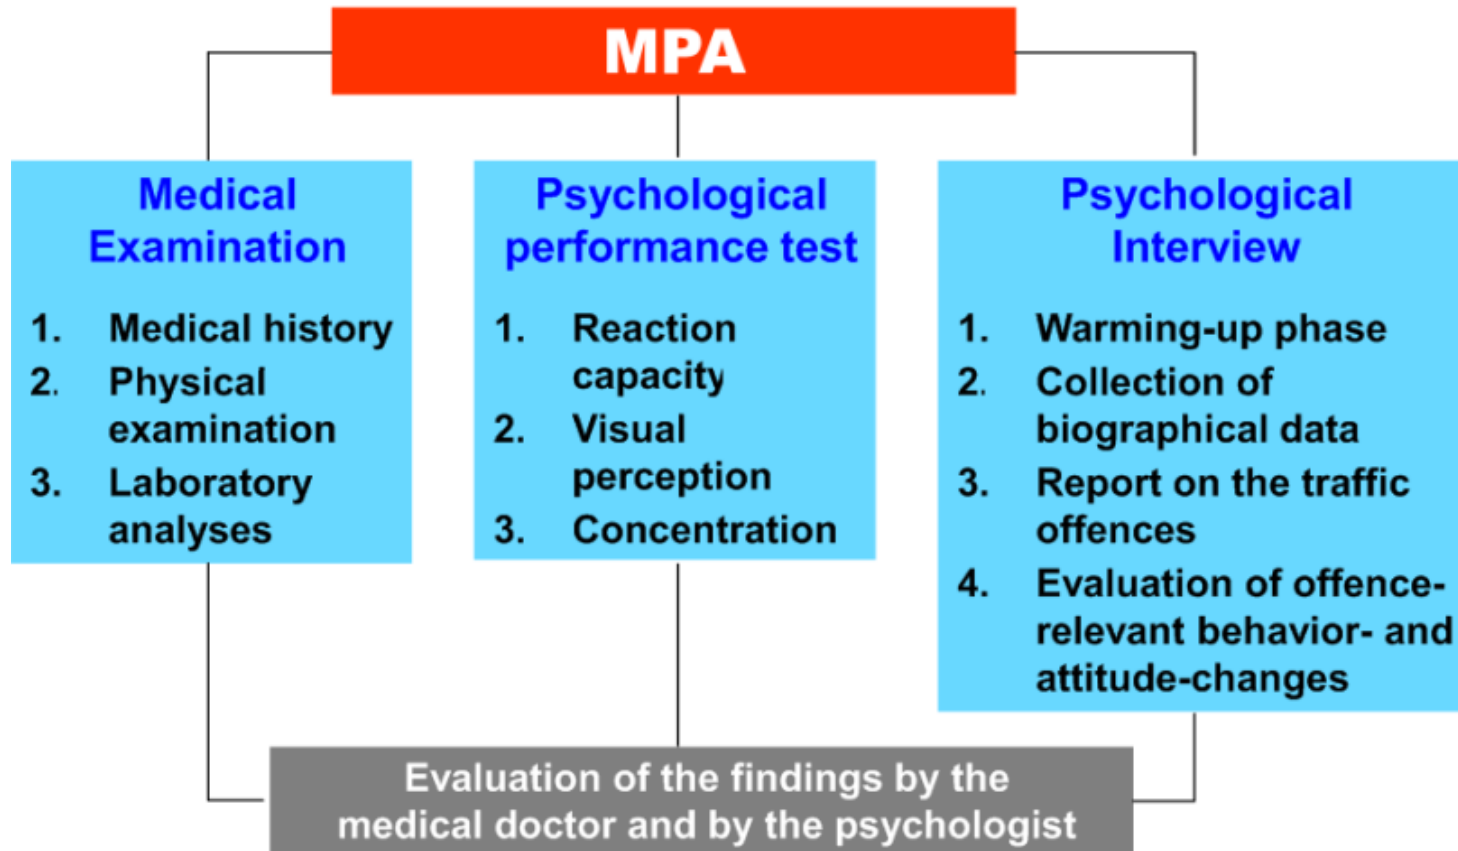 MPA
Medical
Examination
1. Medical history
2. Physical
examination
3. Laboratory
analyses
Psychological
performance test
1. Reaction
capacity
2. Visual
perception
3. Concentration
Psychological
Interview
1. Warming-up phase
2. Collection of
biographical data
3. Report on the traffic
offences
4. Evaluation of offence-
relevant behavior- and
attitude-changes
Evaluation of the findings by the
medical doctor and by the psychologist